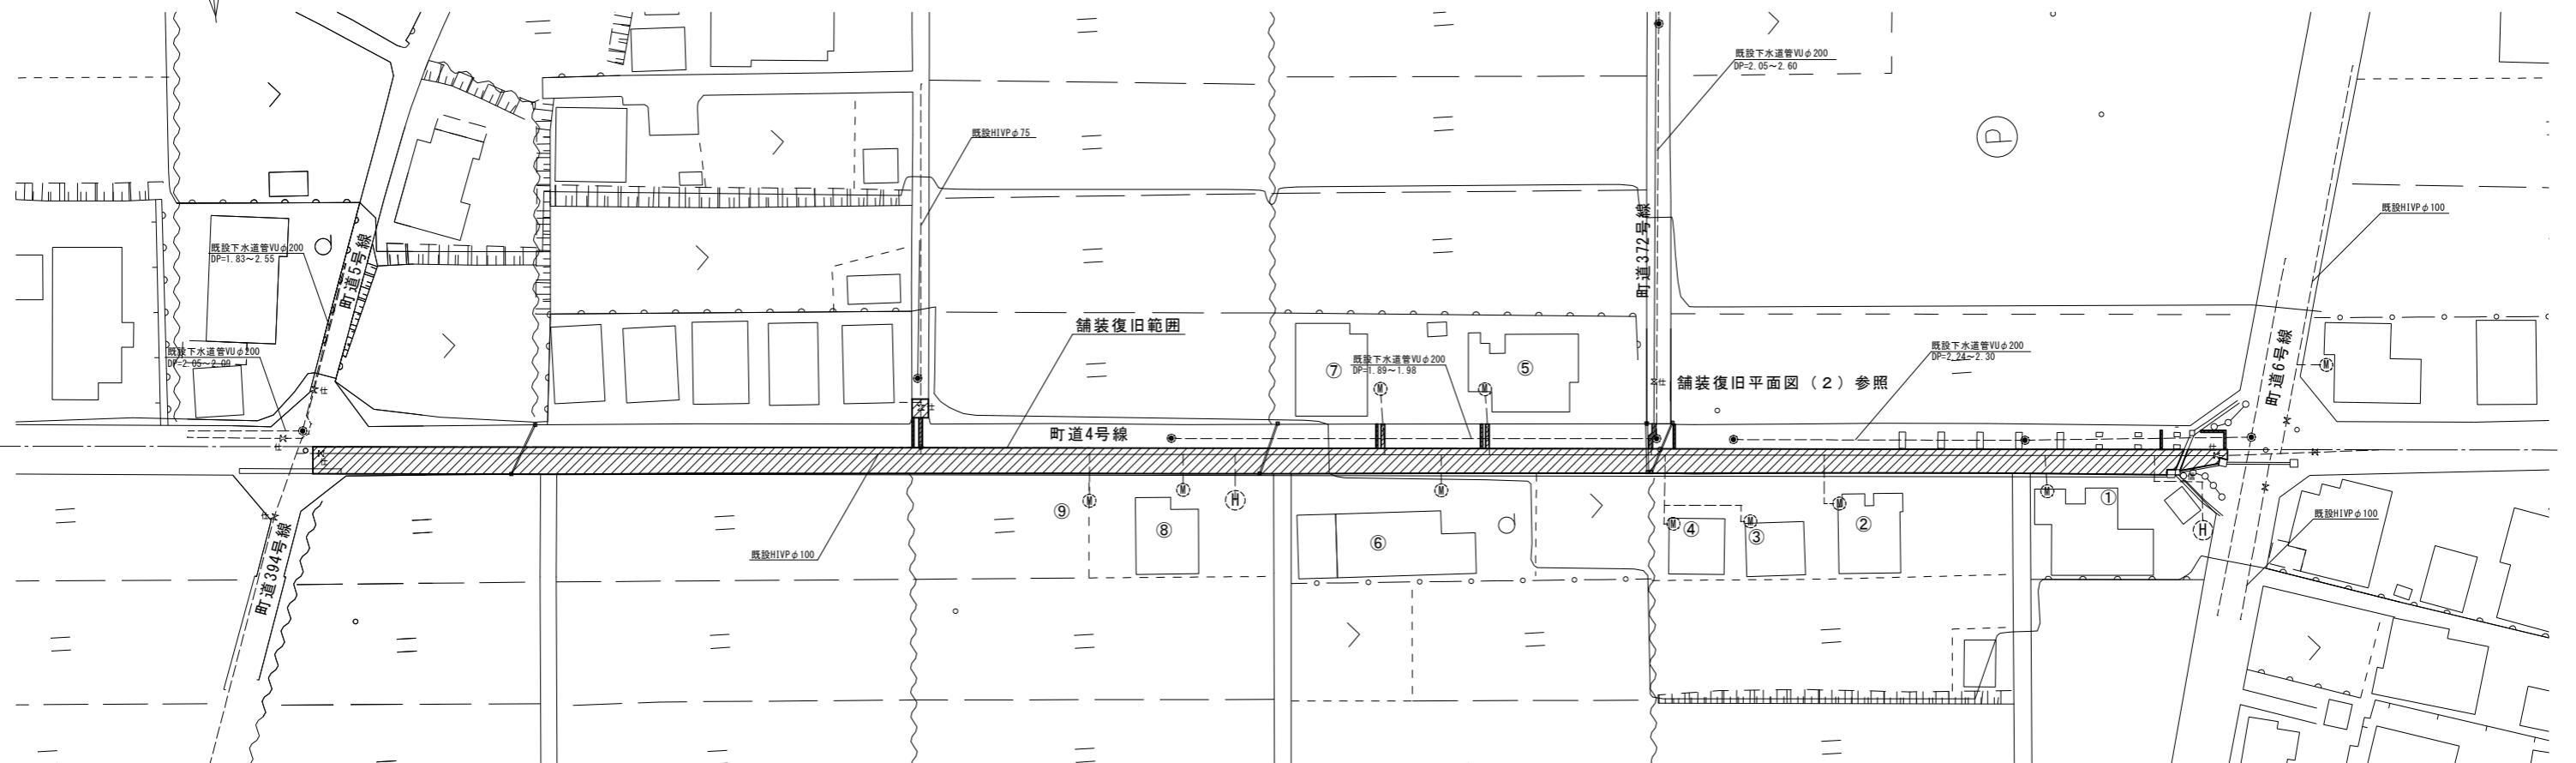 既設下水道管VUφ200
DP=2.05～2.60
既設HIVPφ75
P
既設HIVPφ100
町道372号線
既設下水道管VUφ200
DP=1.83～2.55
町道5号線
舗装復旧範囲
既設下水道管VUφ200
DP=2.05～2.09
既設下水道管VUφ200
DP=1.89～1.98
⑦
⑤
M
M
既設下水道管VUφ200
DP=2.24～2.30
町道6号線
M
仕
仕
仕
舗装復旧平面図（2）参照
町道4号線
仕
仕
仕
M
M
H
M
M
M
M
M
H
⑨
⑧
⑥
④
③
②
①
町道394号線
既設HIVPφ100
既設HIVPφ100